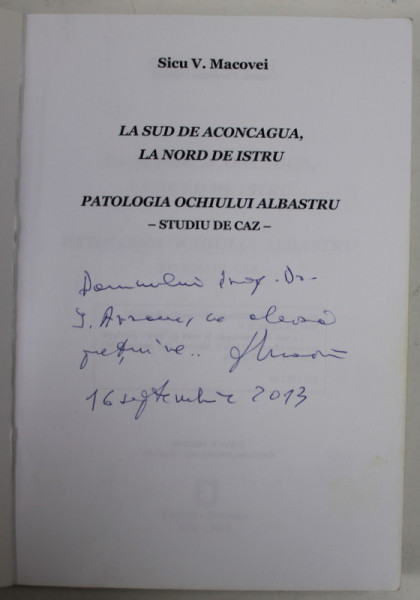 Sicu V. Macovei
LA SUD DE ACONCAGUA,
LA NORD DE ISTRU
PATOLOGIA OCHIULUI ALBASTRU
– STUDIU DE CAZ –
Domnului Prof. Dr.
cu aleasă
prețuire..
16 septembrie 2013